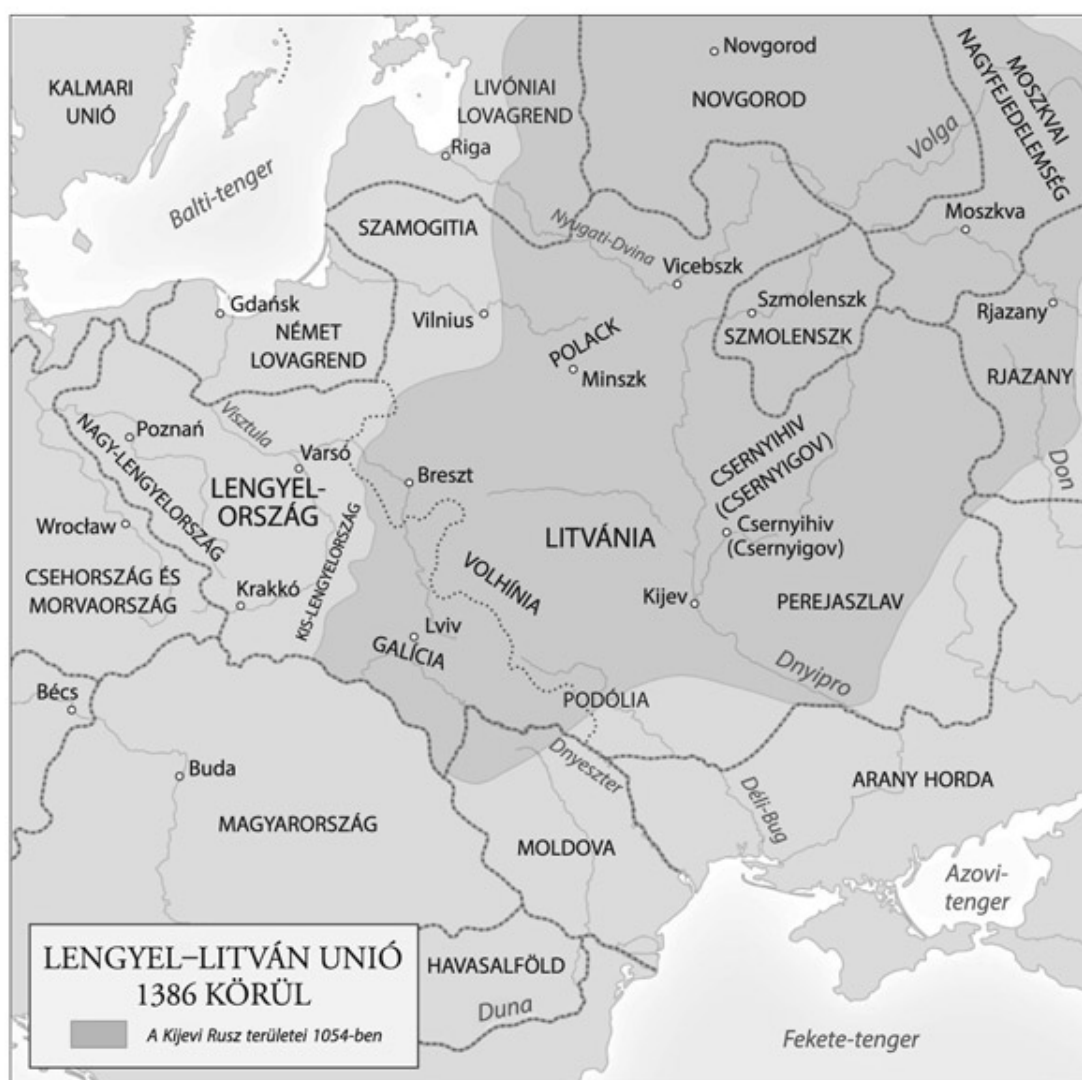 Novgorod
KALMARI
UNIÓ
LIVÓNIAI
LOVAGREND
NOVGOROD
MOSZKVAI
NAGYFEJEDELEMSÉG
Volga
Riga
Balti-tenger
SZAMOGITIA
Nyugati-Dvina
Moszkva
Vicebszk
Gdańsk
Vilnius
Szmolenszk
Rjazany
NÉMET
LOVAGREND
POLACK
SZMOLENSZK
Minszk
RJAZANY
Visztula
NAGY-LENGYELORSZÁG
Poznań
Varsó
CSERNYIHIV
(CSERNYIGOV)
Don
Breszt
LENGYEL-
ORSZÁG
Wrocław
KIS-LENGYELORSZÁG
LITVÁNIA
Csernyihiv
(Csernyigov)
CSEHORSZÁG ÉS
MORVAORSZÁG
VOLHÍNIA
Krakkó
Kijev
PEREJASZLAV
Lviv
GALÍCIA
Dnyipro
Bécs
PODÓLIA
Dnyeszter
Buda
ARANY HORDA
Déli-Bug
MAGYARORSZÁG
MOLDOVA
Azovi-
tenger
LENGYEL–LITVÁN UNIÓ
1386 KÖRÜL
A Kijevi Rusz területei 1054-ben
HAVASALFÖLD
Duna
Fekete-tenger